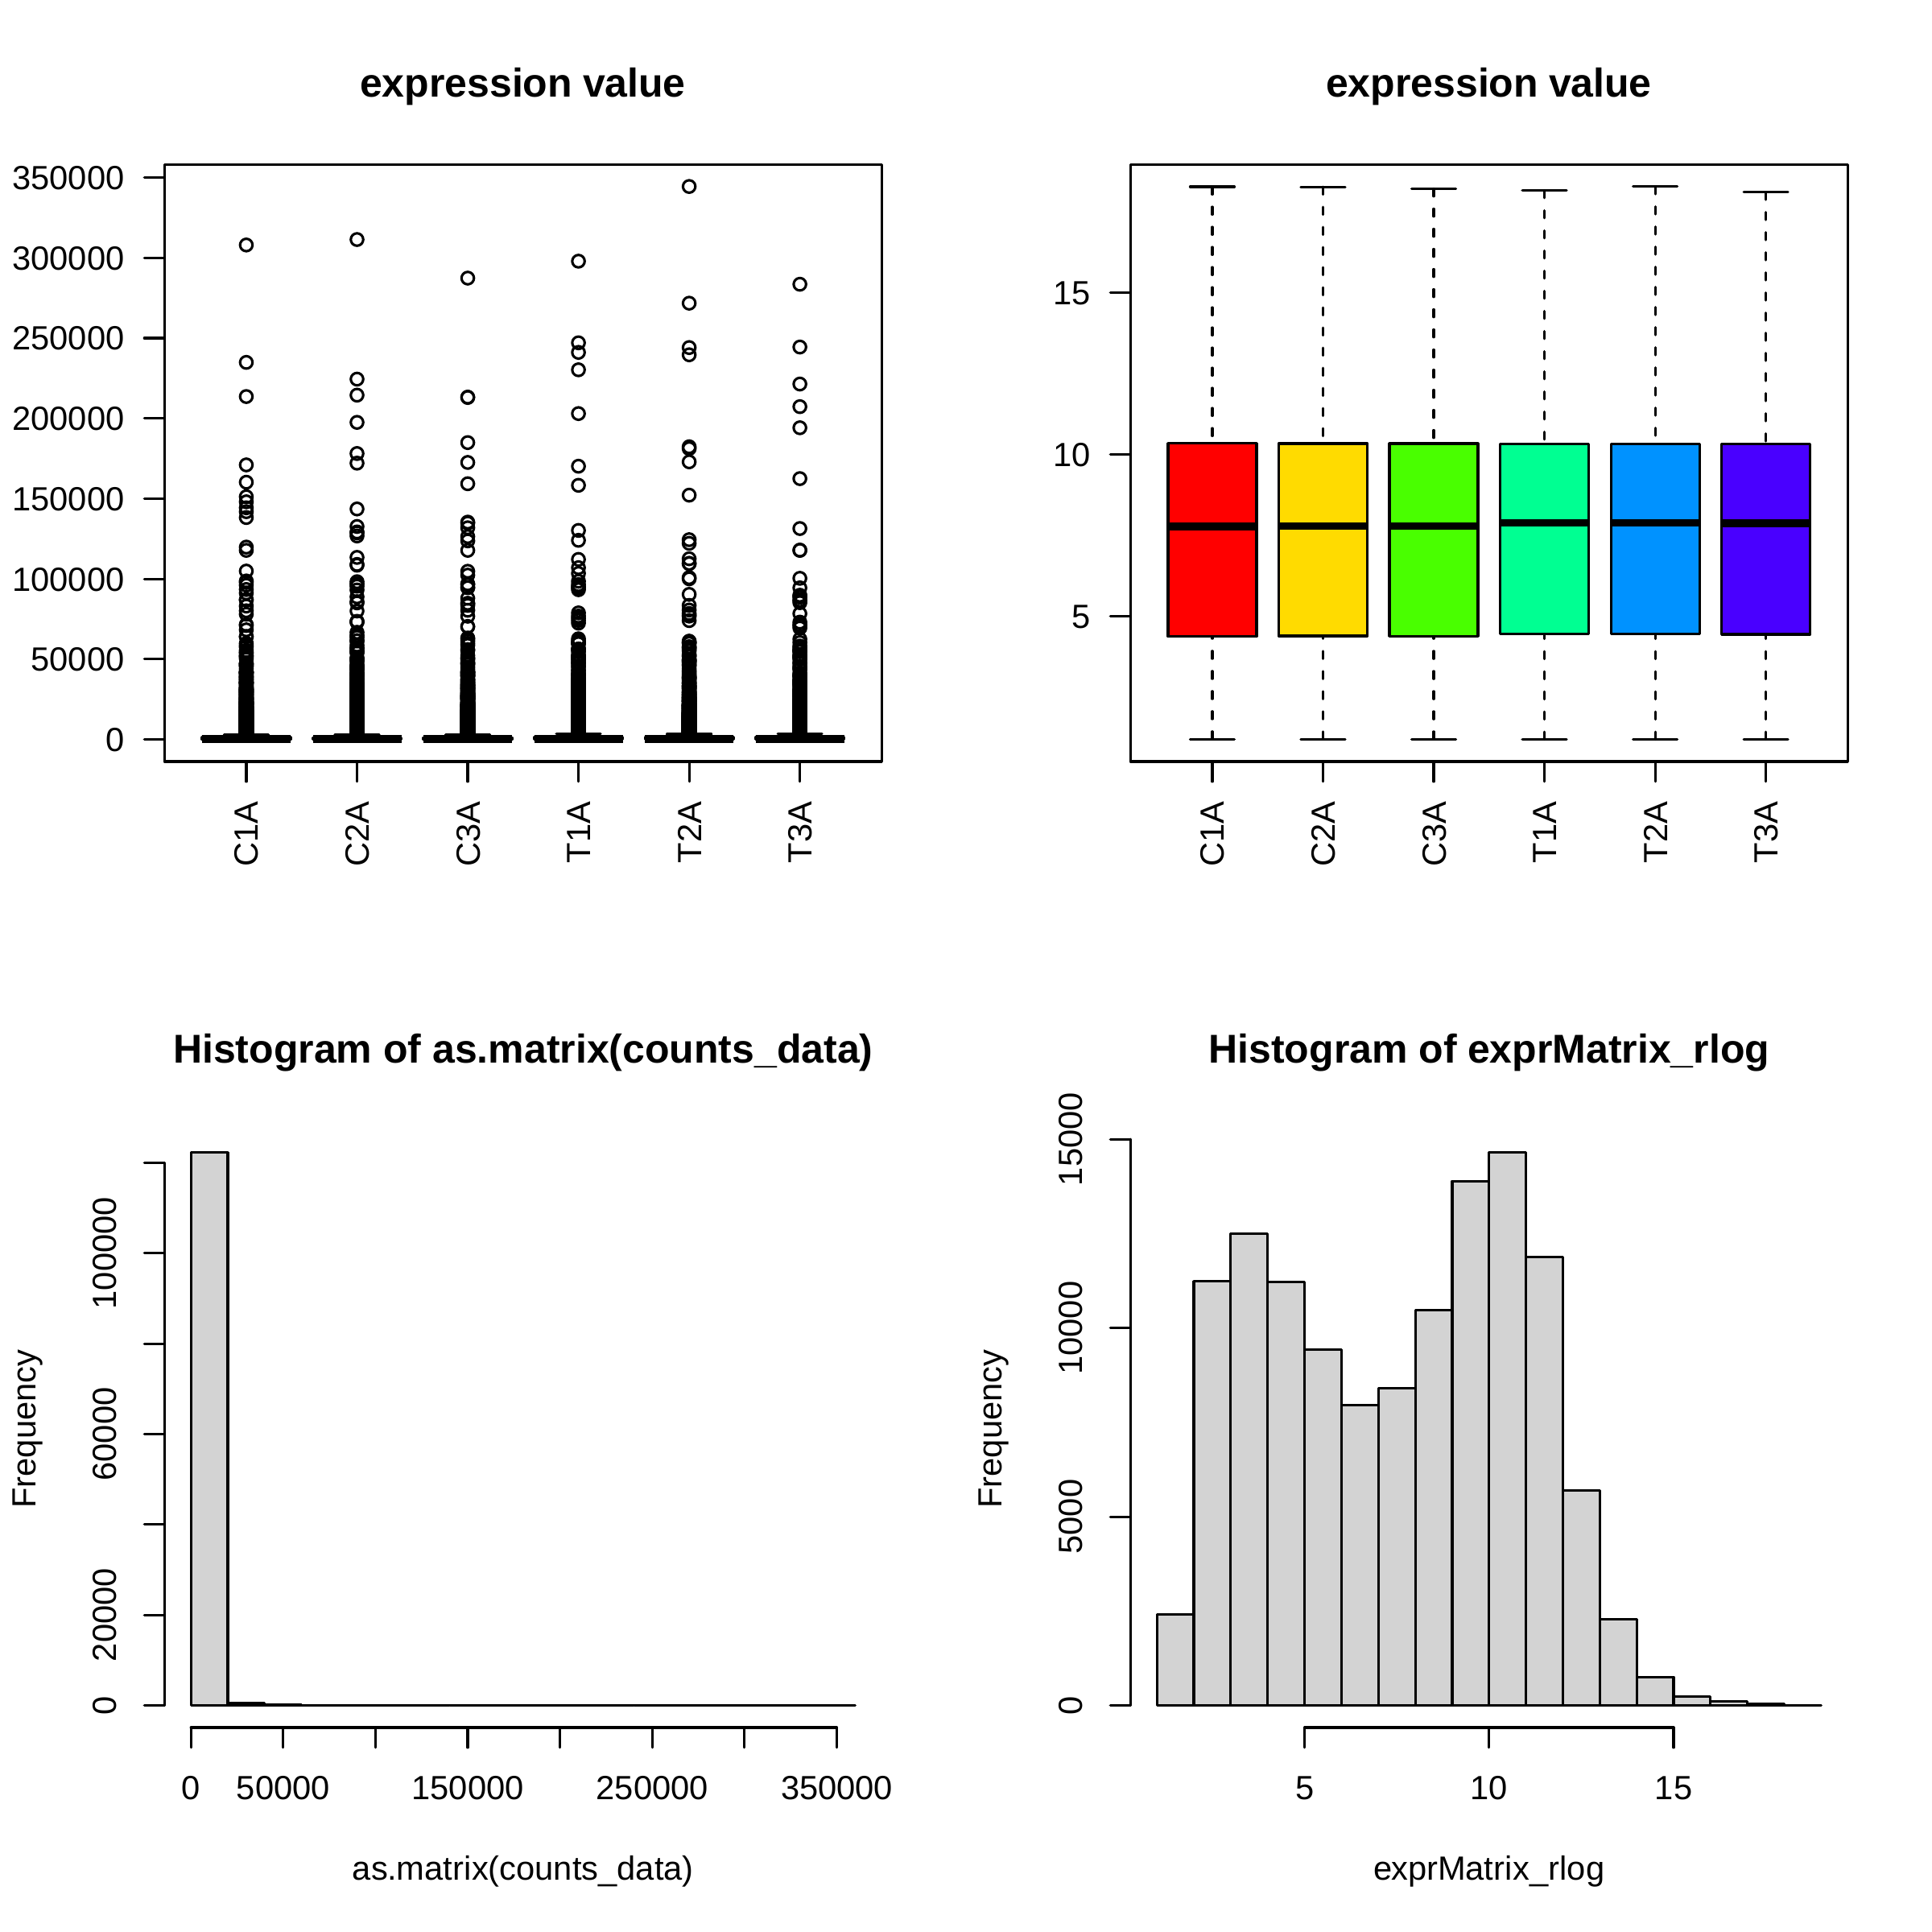 expression value
350000
300000
250000
200000
150000
100000
50000
0
C1A
C2A
C3A
T1A
T2A
T3A
expression value
15
10
5
C1A
C2A
C3A
T1A
T2A
T3A
Histogram of as.matrix(counts_data)
Frequency
100000
60000
20000
0
0 50000 150000 250000 350000
as.matrix(counts_data)
Histogram of exprMatrix_rlog
Frequency
15000
10000
5000
0
5 10 15
exprMatrix_rlog